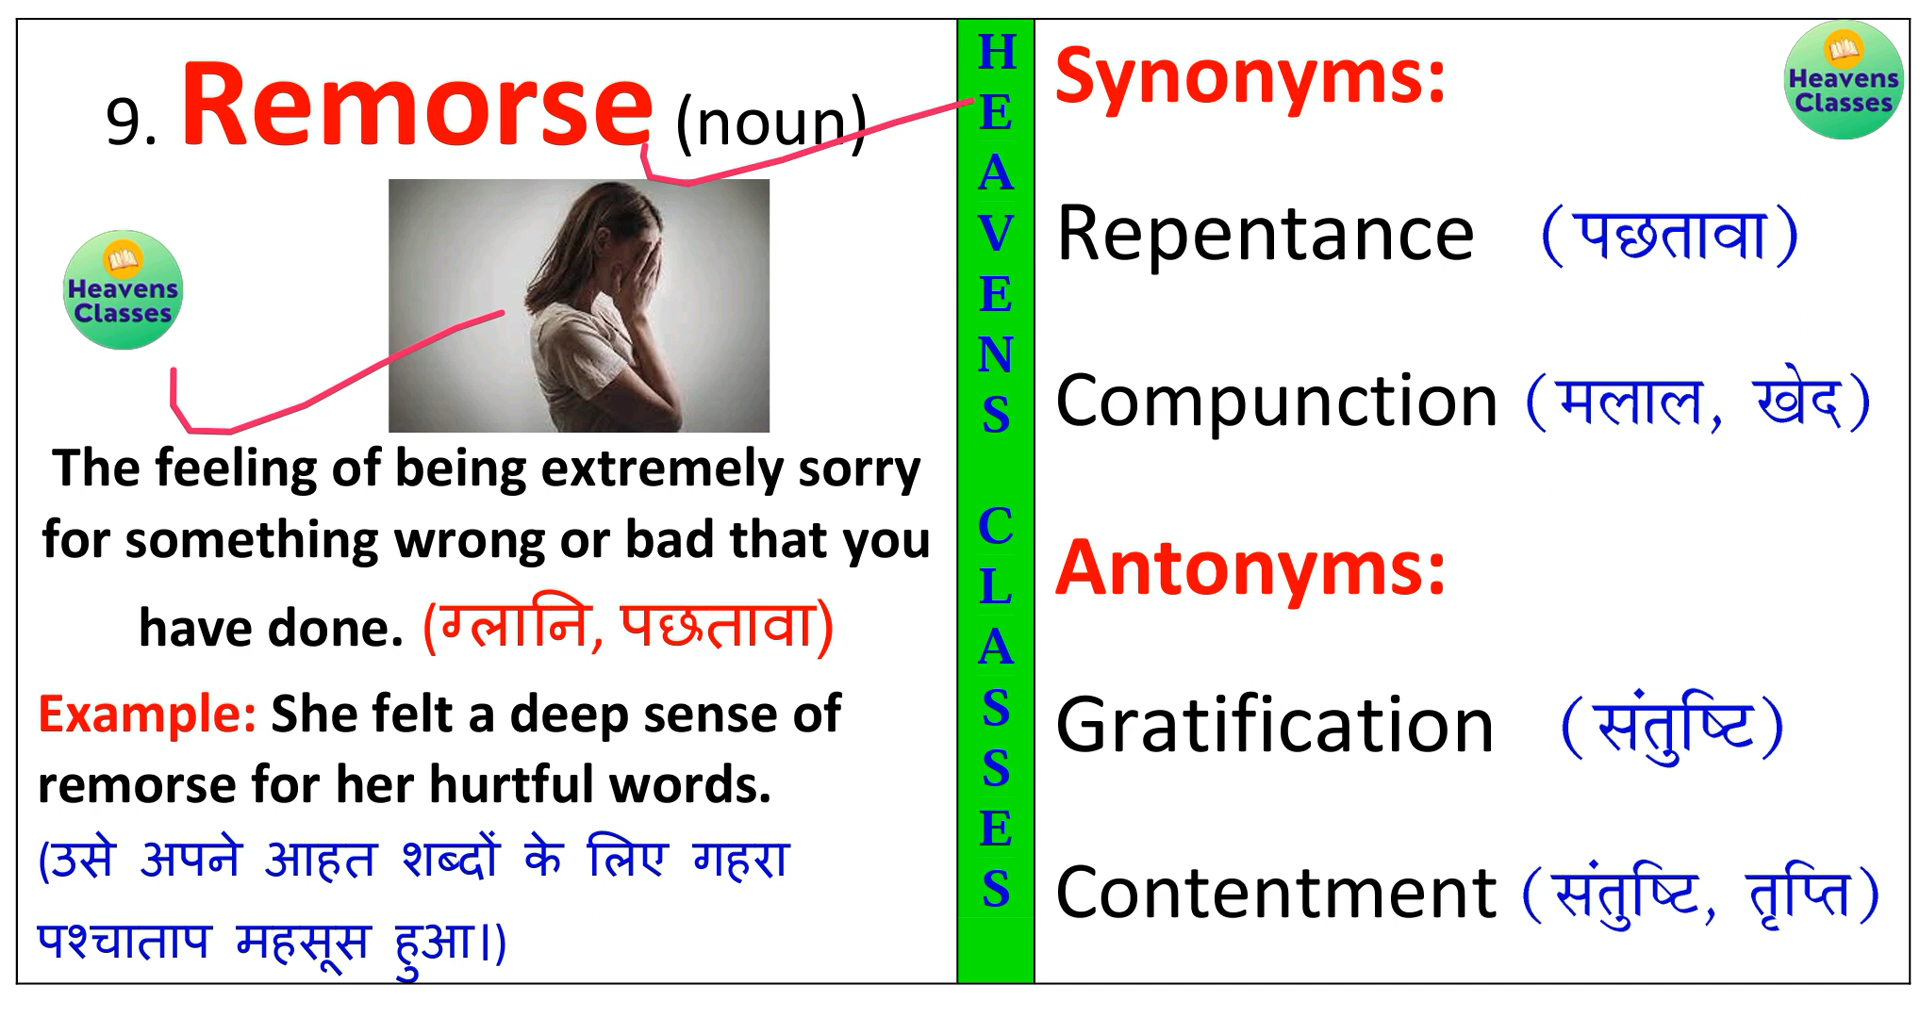 9. Remorse (noun)
Heavens
Classes
The feeling of being extremely sorry
for something wrong or bad that you
have done. (ग्लानि, पछतावा)
Example: She felt a deep sense of
remorse for her hurtful words.
(उसे अपने आहत शब्दों के लिए गहरा
पश्चाताप महसूस हुआ।)
HEAVENS CLASSES
Synonyms:
Heavens
Classes
Repentance (पछतावा)
Compunction (मलाल, खेद)
Antonyms:
Gratification (संतुष्टि)
Contentment (संतुष्टि, तृप्ति)